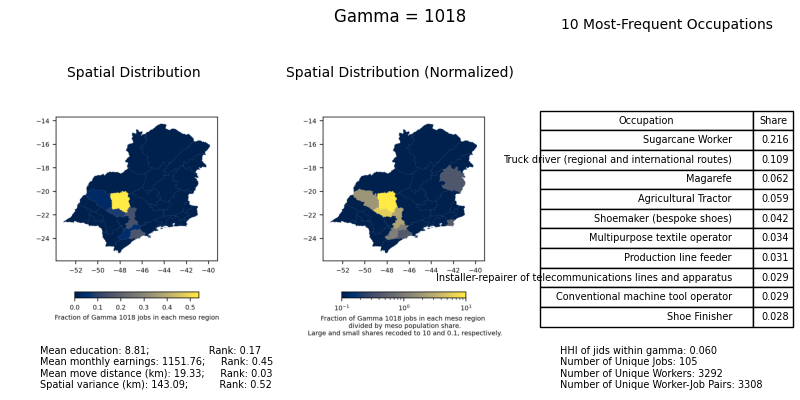 Gamma = 1018
10 Most-Frequent Occupations
Spatial Distribution
Spatial Distribution (Normalized)
−14
−16
−18
−20
−22
−24
−52 −50 −48 −46 −44 −42 −40
0.0 0.1 0.2 0.3 0.4 0.5
Fraction of Gamma 1018 jobs in each meso region
−14
−16
−18
−20
−22
−24
−52 −50 −48 −46 −44 −42 −40
10⁻¹ 10⁰ 10¹
Fraction of Gamma 1018 jobs in each meso region
divided by meso population share.
Large and small shares recoded to 10 and 0.1, respectively.
Occupation Share
Sugarcane Worker 0.216
Truck driver (regional and international routes) 0.109
Magarefe 0.062
Agricultural Tractor 0.059
Shoemaker (bespoke shoes) 0.042
Multipurpose textile operator 0.034
Production line feeder 0.031
Installer-repairer of telecommunications lines and apparatus 0.029
Conventional machine tool operator 0.029
Shoe Finisher 0.028
Mean education: 8.81; Rank: 0.17
Mean monthly earnings: 1151.76; Rank: 0.45
Mean move distance (km): 19.33; Rank: 0.03
Spatial variance (km): 143.09; Rank: 0.52
HHI of jids within gamma: 0.060
Number of Unique Jobs: 105
Number of Unique Workers: 3292
Number of Unique Worker-Job Pairs: 3308